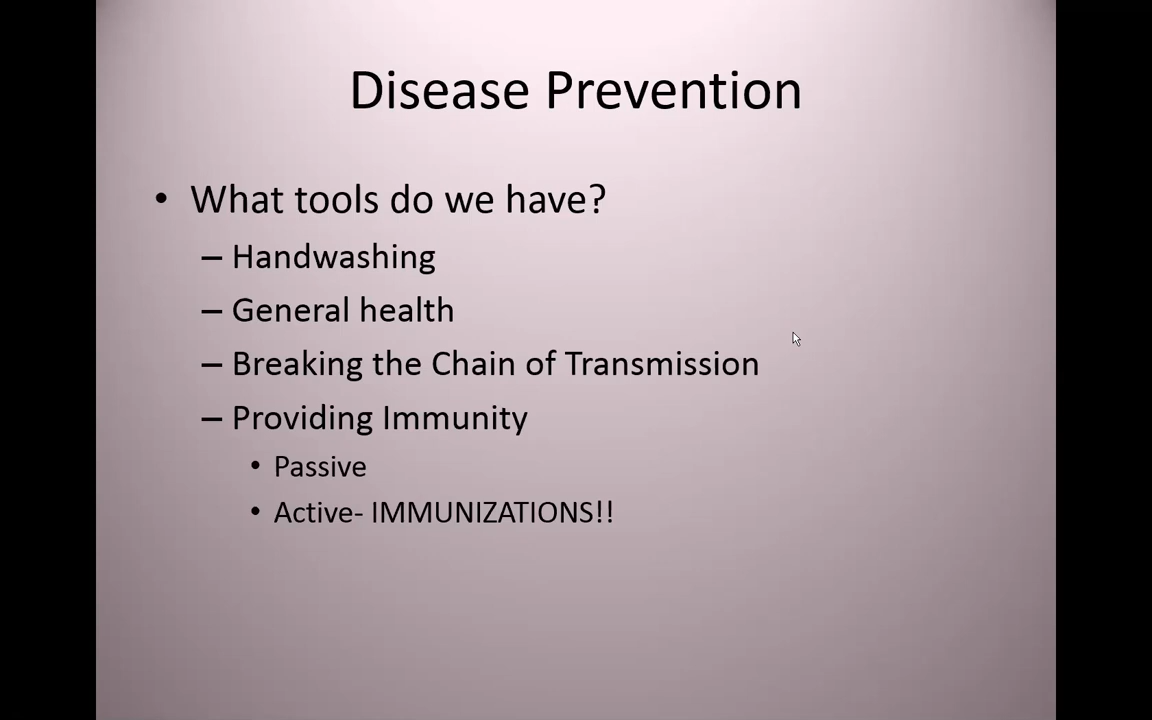 Disease Prevention
• What tools do we have?
– Handwashing
– General health
– Breaking the Chain of Transmission
– Providing Immunity
• Passive
• Active- IMMUNIZATIONS!!